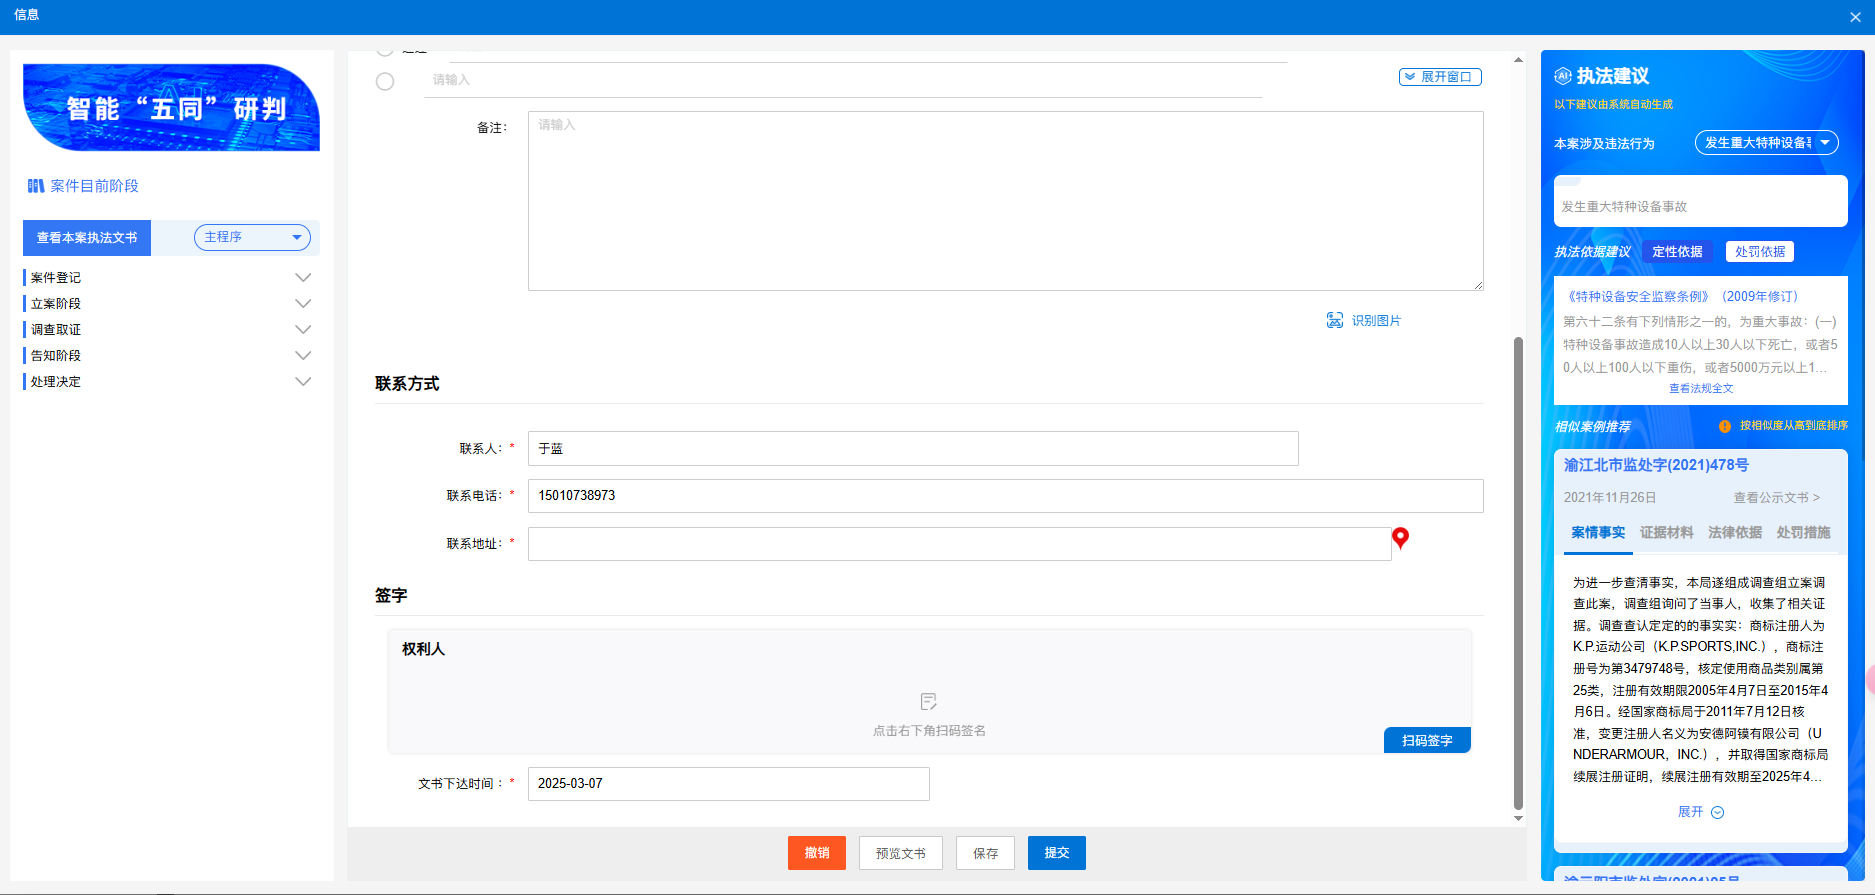 信息
智能“五同”研判
案件目前阶段
查看本案执法文书
主程序
案件登记
立案阶段
调查取证
告知阶段
处理决定
请输入
展开窗口
备注：
请输入
识别图片
联系方式
联系人：*
于蓝
联系电话：*
15010738973
联系地址：*
签字
权利人
点击右下角扫码签名
扫码签字
文书下达时间：*
2025-03-07
撤销
预览文书
保存
提交
AI 执法建议
以下建议由系统自动生成
本案涉及违法行为
发生重大特种设备事
发生重大特种设备事故
执法依据建议
定性依据
处罚依据
《特种设备安全监察条例》（2009年修订）
第六十二条有下列情形之一的，为重大事故：(一)
特种设备事故造成10人以上30人以下死亡，或者5
0人以上100人以下重伤，或者5000万元以上1...
查看法规全文
相似案例推荐
按相似度从高到底排序
渝江北市监处字(2021)478号
2021年11月26日
查看公示文书 >
案情事实
证据材料
法律依据
处罚措施
为进一步查清事实，本局遂组成调查组立案调
查此案，调查组询问了当事人，收集了相关证
据。调查查认定定的的事实实：商标注册人为
K.P.运动公司（K.P.SPORTS,INC.），商标注
册号为第3479748号，核定使用商品类别属第
25类，注册有效期限2005年4月7日至2015年4
月6日。经国家商标局于2011年7月12日核
准，变更注册人名义为安德阿镆有限公司（U
NDERARMOUR，INC.），并取得国家商标局
续展注册证明，续展注册有效期至2025年4...
展开